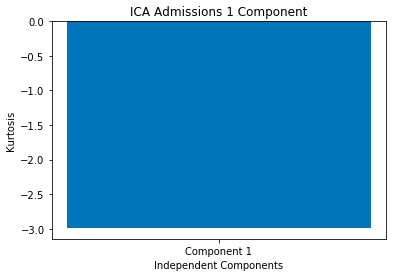 ICA Admissions 1 Component
0.0
−0.5
−1.0
−1.5
−2.0
−2.5
−3.0
Kurtosis
Component 1
Independent Components